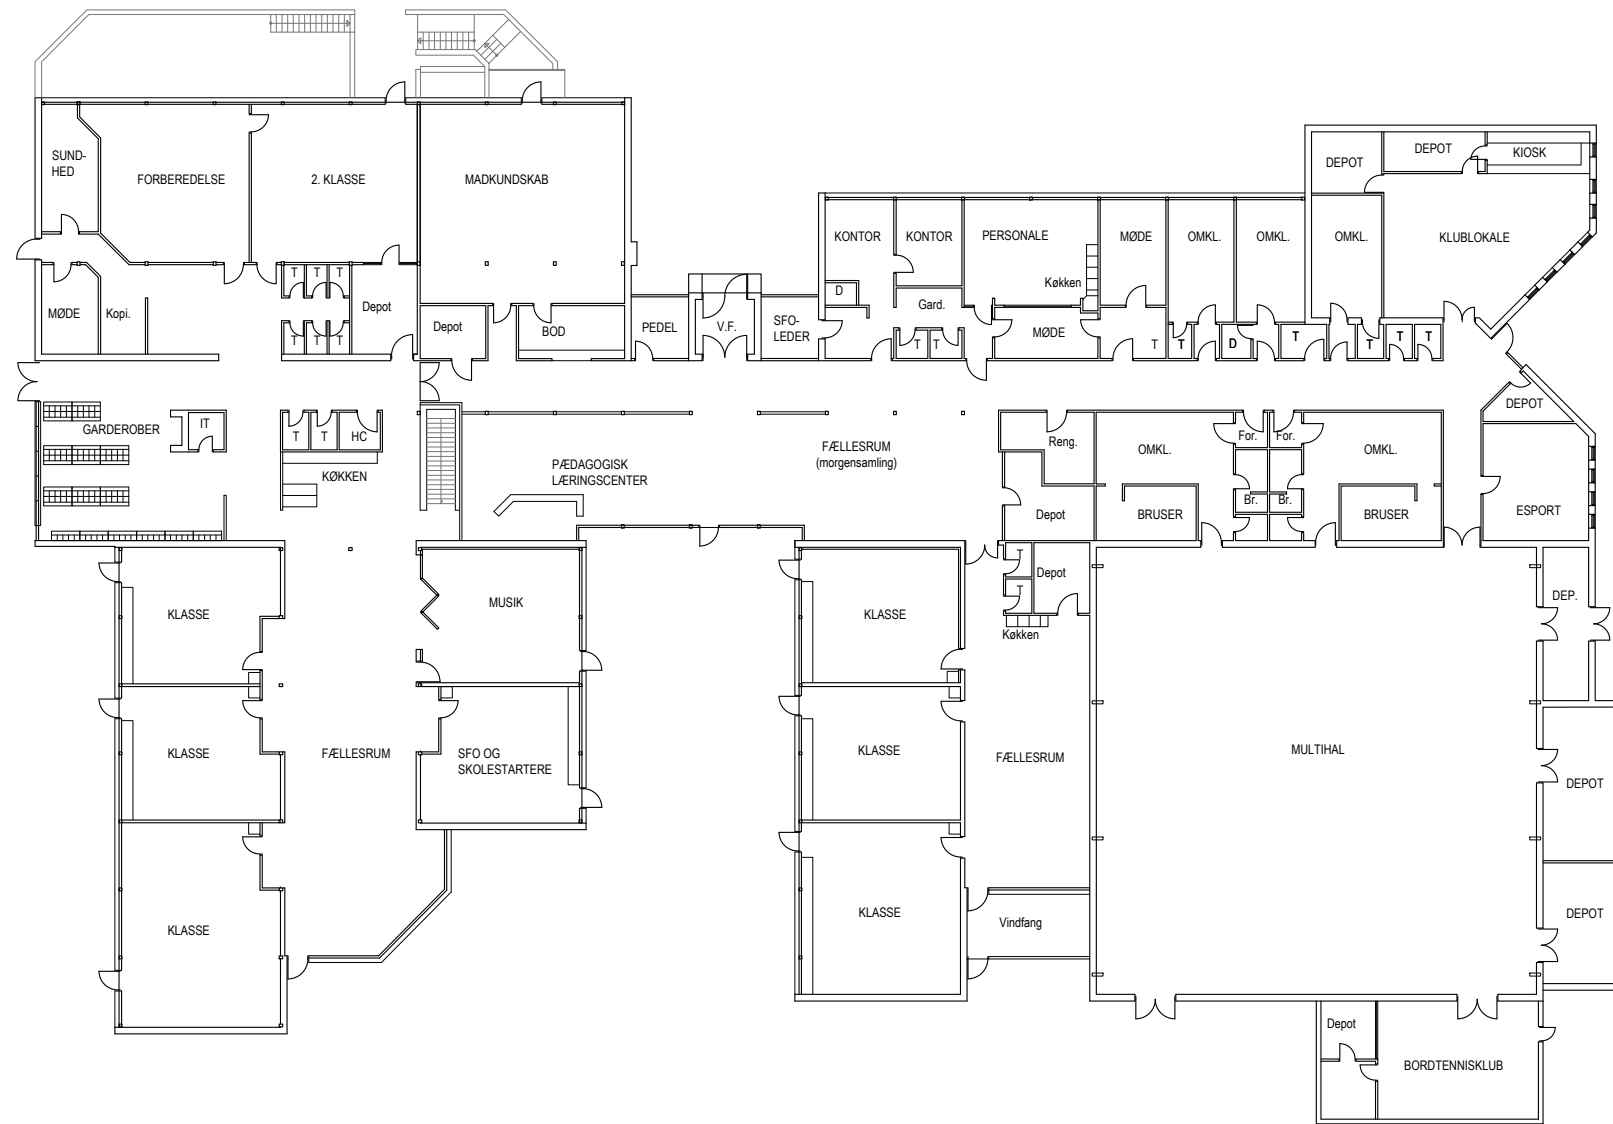 SUND-
HED
FORBEREDELSE
2. KLASSE
MADKUNDSKAB
DEPOT
DEPOT
KIOSK
KONTOR
KONTOR
PERSONALE
MØDE
OMKL.
OMKL.
OMKL.
KLUBLOKALE
T
T
T
Køkken
D
Gard.
MØDE
Kopi.
Depot
Depot
BOD
PEDEL
V.F.
SFO-
LEDER
MØDE
T
T
T
T
T
T
T
D
T
T
T
T
GARDEROBER
IT
T
T
HC
KØKKEN
PÆDAGOGISK
LÆRINGSCENTER
FÆLLESRUM
(morgensamling)
Reng.
OMKL.
For.
For.
OMKL.
DEPOT
Depot
BRUSER
Br.
Br.
BRUSER
ESPORT
KLASSE
MUSIK
KLASSE
T
T
Depot
Køkken
DEP.
KLASSE
FÆLLESRUM
SFO OG
SKOLESTARTERE
KLASSE
FÆLLESRUM
MULTIHAL
DEPOT
KLASSE
KLASSE
Vindfang
DEPOT
Depot
BORDTENNISKLUB